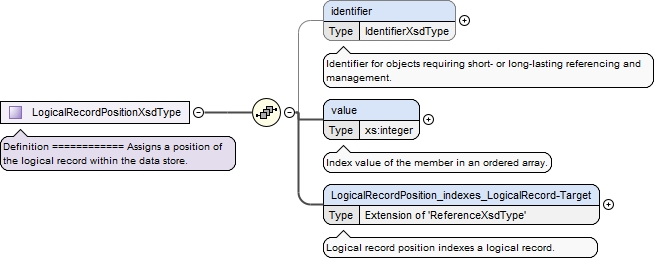 identifier
Type IdentifierXsdType
Identifier for objects requiring short- or long-lasting referencing and
management.
LogicalRecordPositionXsdType
Definition ============ Assigns a position of
the logical record within the data store.
value
Type xs:integer
Index value of the member in an ordered array.
LogicalRecordPosition_indexes_LogicalRecord-Target
Type Extension of 'ReferenceXsdType'
Logical record position indexes a logical record.